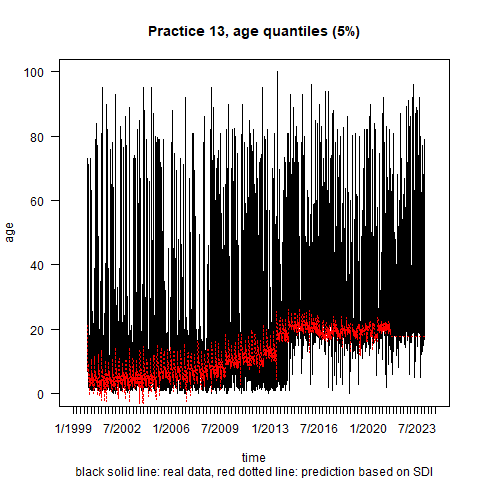 Practice 13, age quantiles (5%)
age
100
80
60
40
20
0
1/1999 7/2002 1/2006 7/2009 1/2013 7/2016 1/2020 7/2023
time
black solid line: real data, red dotted line: prediction based on SDI